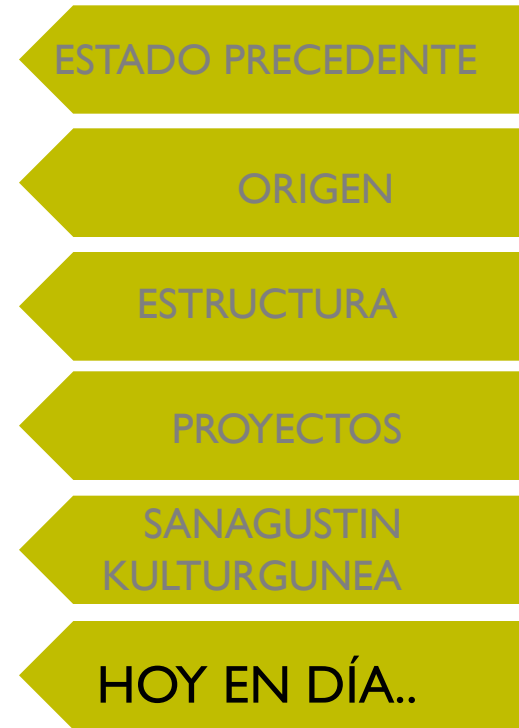 ESTADO PRECEDENTE
ORIGEN
ESTRUCTURA
PROYECTOS
SANAGUSTIN
KULTURGUNEA
HOY EN DÍA..